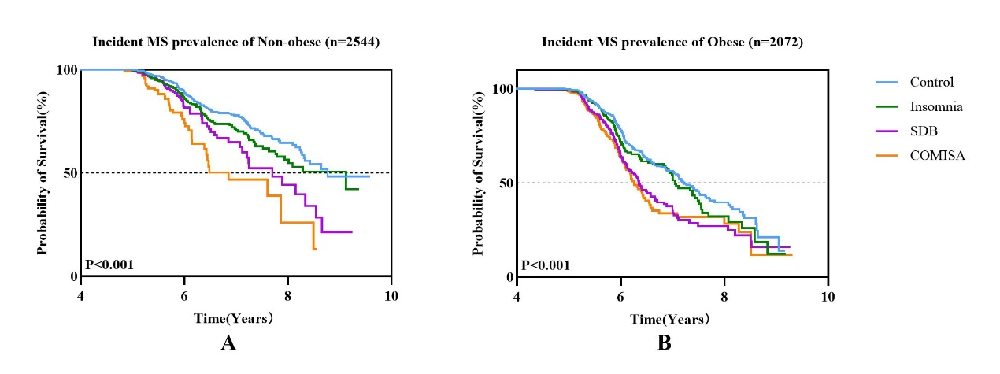 Incident MS prevalence of Non-obese (n=2544)
Probability of Survival(%)
100
50
0
P<0.001
4 6 8 10
Time(Years)
A
Incident MS prevalence of Obese (n=2072)
Probability of Survival(%)
100
50
0
P<0.001
4 6 8 10
Time(Years)
B
Control
Insomnia
SDB
COMISA